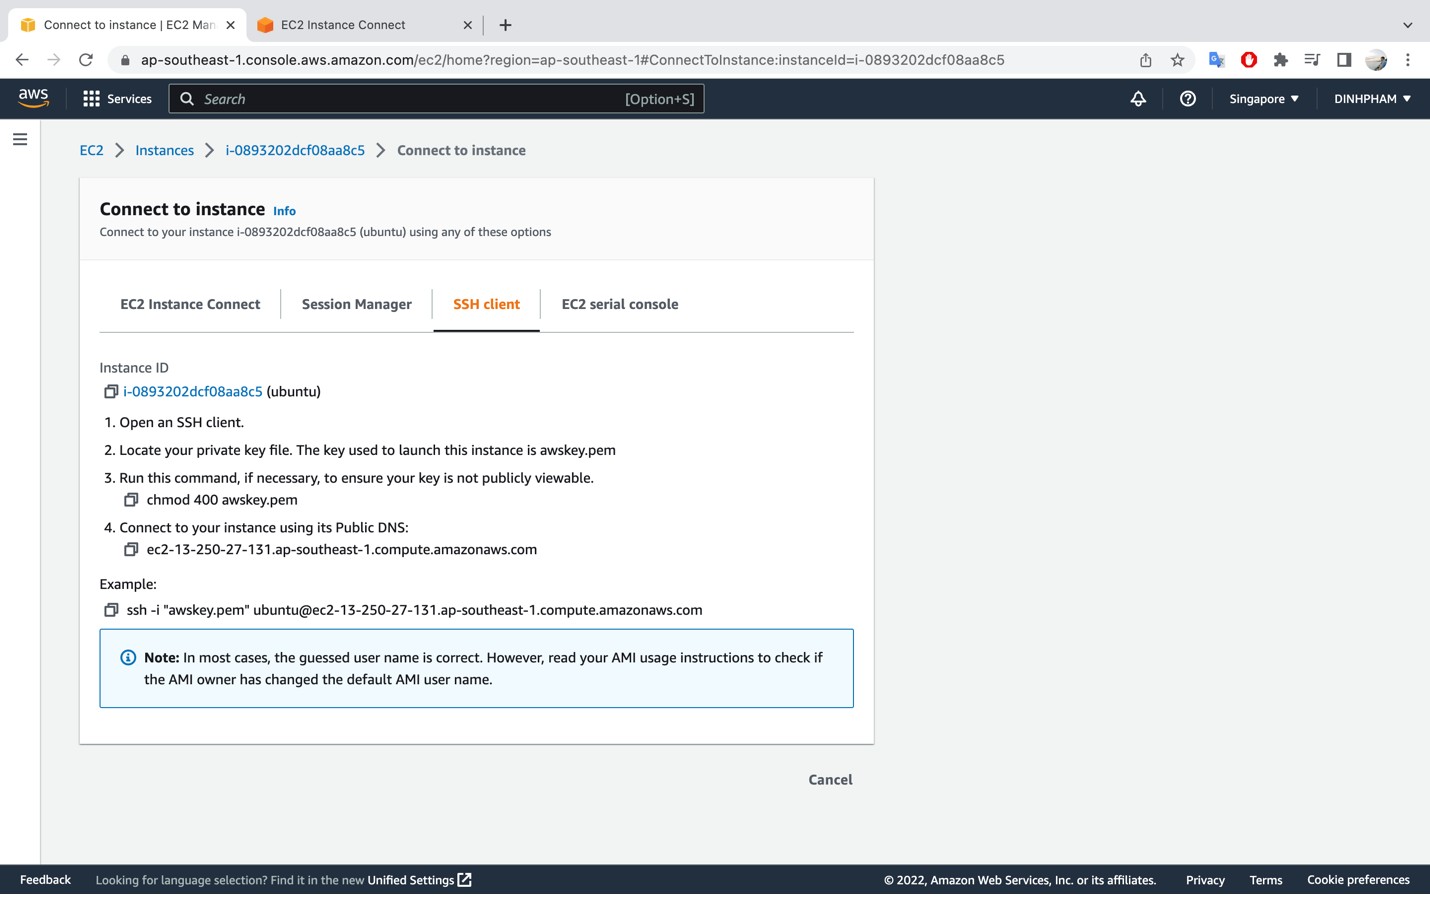 Connect to instance | EC2 Man
EC2 Instance Connect
ap-southeast-1.console.aws.amazon.com/ec2/home?region=ap-southeast-1#ConnectToInstance:instanceId=i-0893202dcf08aa8c5
aws
Services
Search
[Option+S]
Singapore
DINHPHAM
EC2
Instances
i-0893202dcf08aa8c5
Connect to instance
Connect to instance Info
Connect to your instance i-0893202dcf08aa8c5 (ubuntu) using any of these options
EC2 Instance Connect
Session Manager
SSH client
EC2 serial console
Instance ID
i-0893202dcf08aa8c5 (ubuntu)
1. Open an SSH client.
2. Locate your private key file. The key used to launch this instance is awskey.pem
3. Run this command, if necessary, to ensure your key is not publicly viewable.
chmod 400 awskey.pem
4. Connect to your instance using its Public DNS:
ec2-13-250-27-131.ap-southeast-1.compute.amazonaws.com
Example:
ssh -i "awskey.pem" ubuntu@ec2-13-250-27-131.ap-southeast-1.compute.amazonaws.com
Note: In most cases, the guessed user name is correct. However, read your AMI usage instructions to check if
the AMI owner has changed the default AMI user name.
Cancel
Feedback
Looking for language selection? Find it in the new Unified Settings
© 2022, Amazon Web Services, Inc. or its affiliates.
Privacy
Terms
Cookie preferences